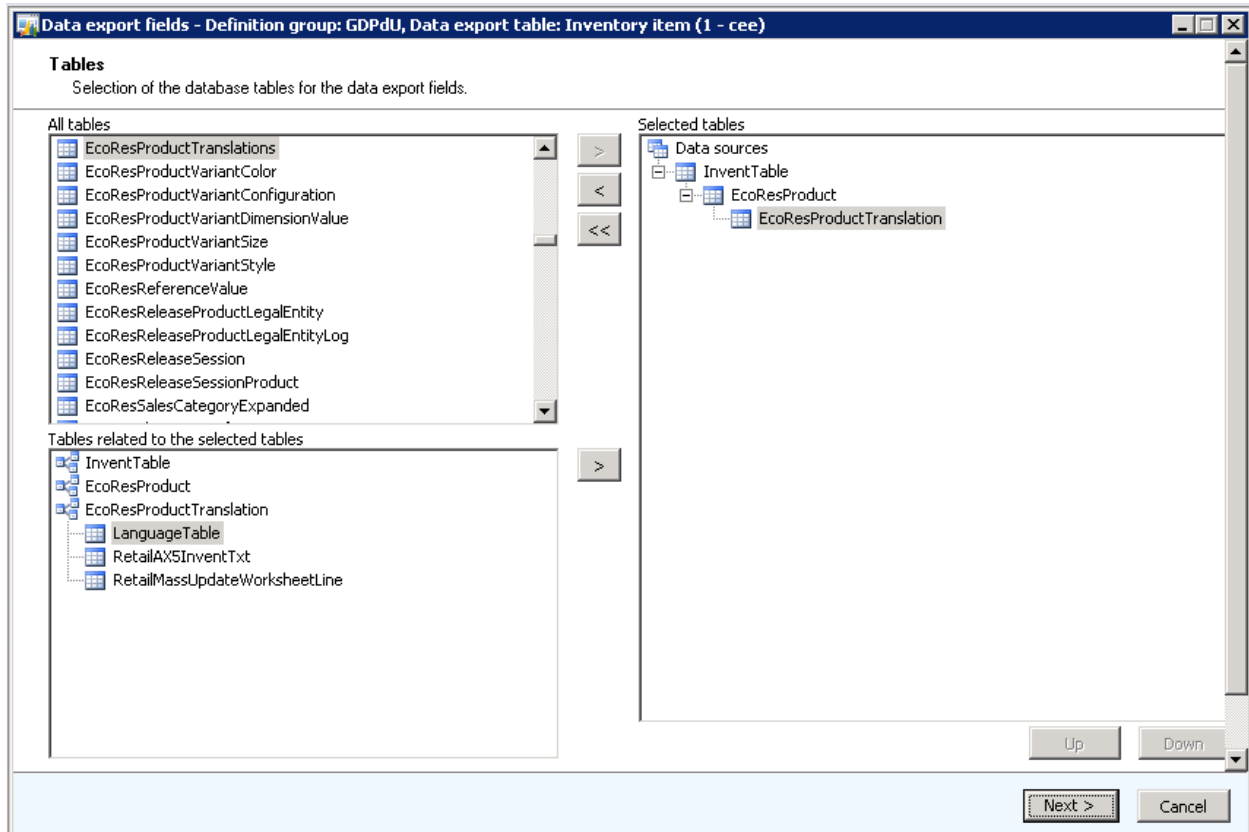 Data export fields - Definition group: GDPdU, Data export table: Inventory item (1 - cee)
Tables
Selection of the database tables for the data export fields.
All tables
EcoResProductTranslations
EcoResProductVariantColor
EcoResProductVariantConfiguration
EcoResProductVariantDimensionValue
EcoResProductVariantSize
EcoResProductVariantStyle
EcoResReferenceValue
EcoResReleaseProductLegalEntity
EcoResReleaseProductLegalEntityLog
EcoResReleaseSession
EcoResReleaseSessionProduct
EcoResSalesCategoryExpanded
>
<
<<
Selected tables
Data sources
InventTable
EcoResProduct
EcoResProductTranslation
Tables related to the selected tables
InventTable
EcoResProduct
EcoResProductTranslation
LanguageTable
RetailAX5InventTxt
RetailMassUpdateWorksheetLine
>
Up
Down
Next >
Cancel